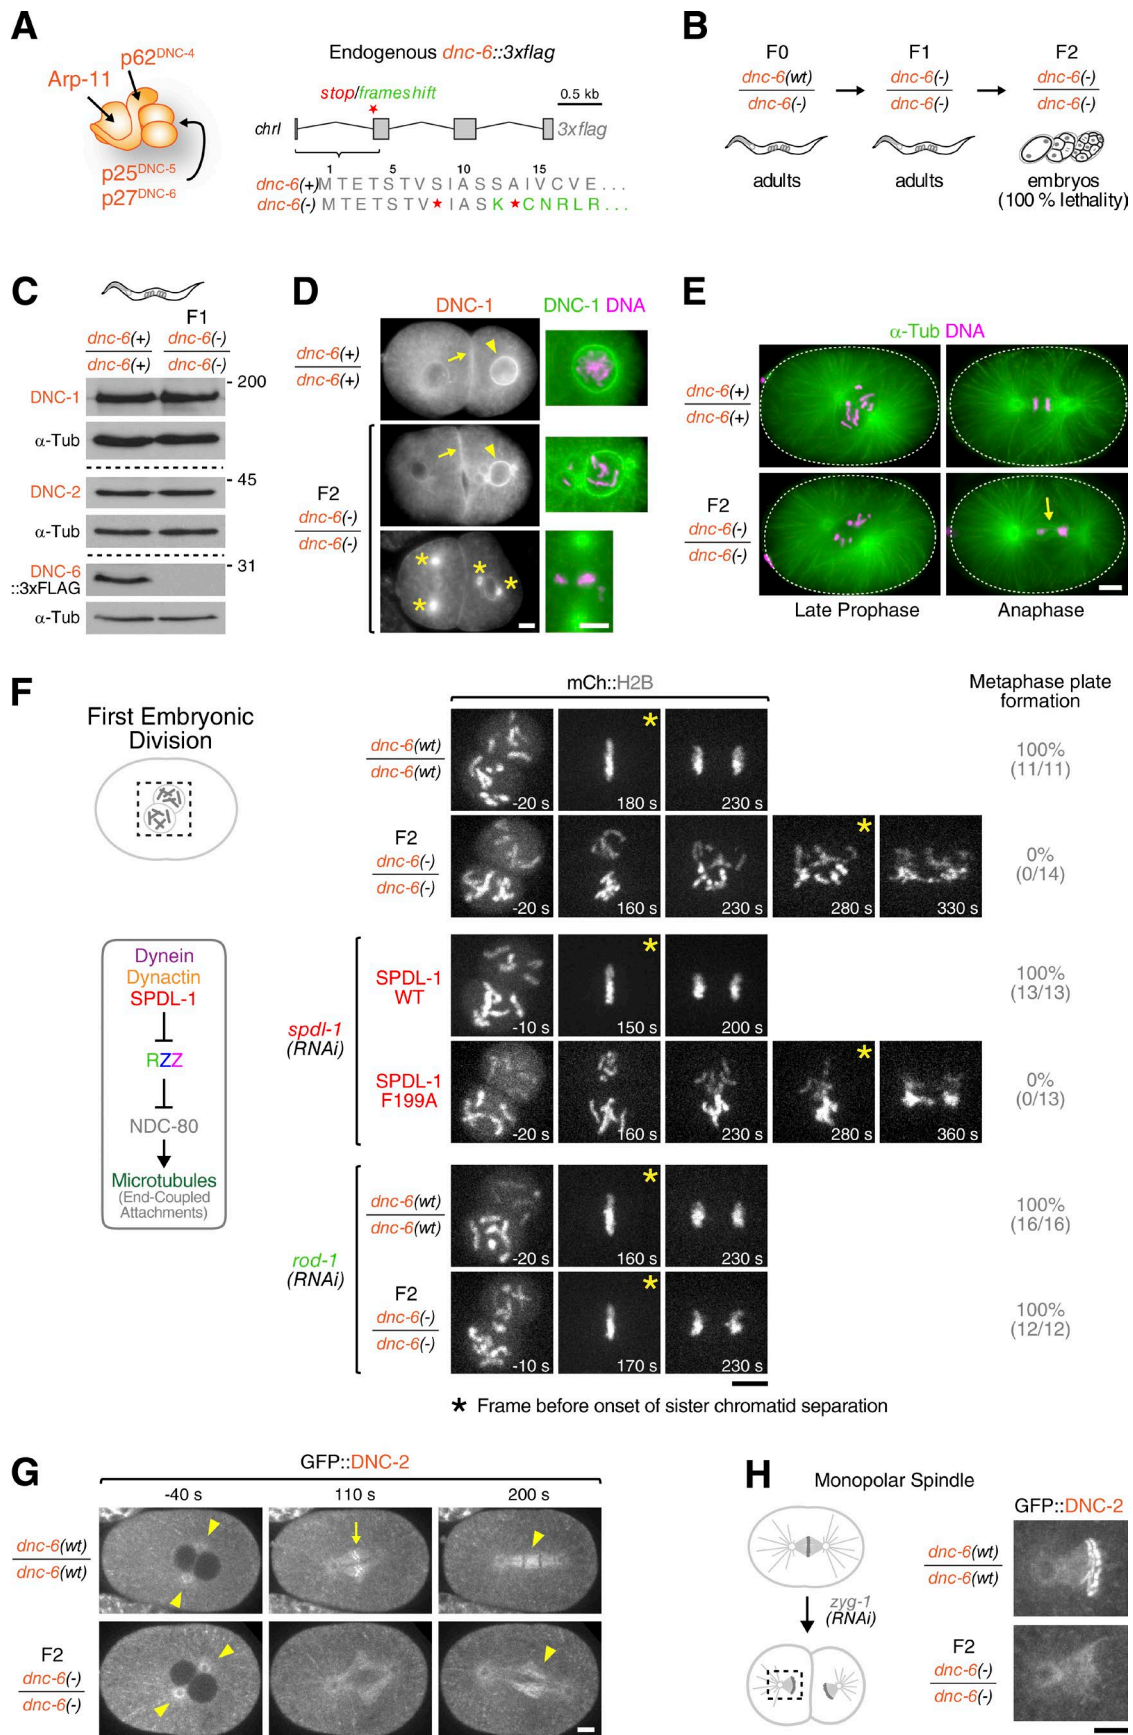 A
p62DNC-4
Arp-11
p25DNC-5
p27DNC-6
Endogenous dnc-6::3xflag
stop/frameshift
0.5 kb
chrI
3xflag
1 5 10 15
dnc-6(+) M T E T S T V S I A S S A I V C V E ...
dnc-6(-) M T E T S T V ★ I A S K ★ C N R L R ...
B
F0 F1 F2
dnc-6(wt) dnc-6(-) dnc-6(-)
dnc-6(-) dnc-6(-) dnc-6(-)
adults adults embryos
(100 % lethality)
C
F1
dnc-6(+) dnc-6(-)
dnc-6(+) dnc-6(-)
DNC-1
- 200
α-Tub
DNC-2
- 45
α-Tub
DNC-6
::3xFLAG
- 31
α-Tub
D
DNC-1 DNC-1 DNA
dnc-6(+)
dnc-6(+)
F2
dnc-6(-)
dnc-6(-)
E
α-Tub DNA
dnc-6(+)
dnc-6(+)
F2
dnc-6(-)
dnc-6(-)
Late Prophase Anaphase
F
First Embryonic
Division
mCh::H2B
Metaphase plate
formation
dnc-6(wt)
dnc-6(wt)
-20 s 180 s 230 s
100%
(11/11)
F2
dnc-6(-)
dnc-6(-)
-20 s 160 s 230 s 280 s 330 s
0%
(0/14)
Dynein
Dynactin
SPDL-1
RZZ
NDC-80
Microtubules
(End-Coupled
Attachments)
spdl-1
(RNAi)
SPDL-1
WT
-10 s 150 s 200 s
100%
(13/13)
SPDL-1
F199A
-20 s 160 s 230 s 280 s 360 s
0%
(0/13)
rod-1
(RNAi)
dnc-6(wt)
dnc-6(wt)
-20 s 160 s 230 s
100%
(16/16)
F2
dnc-6(-)
dnc-6(-)
-10 s 170 s 230 s
100%
(12/12)
* Frame before onset of sister chromatid separation
G
GFP::DNC-2
-40 s 110 s 200 s
dnc-6(wt)
dnc-6(wt)
F2
dnc-6(-)
dnc-6(-)
H
Monopolar Spindle
GFP::DNC-2
zyg-1
(RNAi)
dnc-6(wt)
dnc-6(wt)
F2
dnc-6(-)
dnc-6(-)